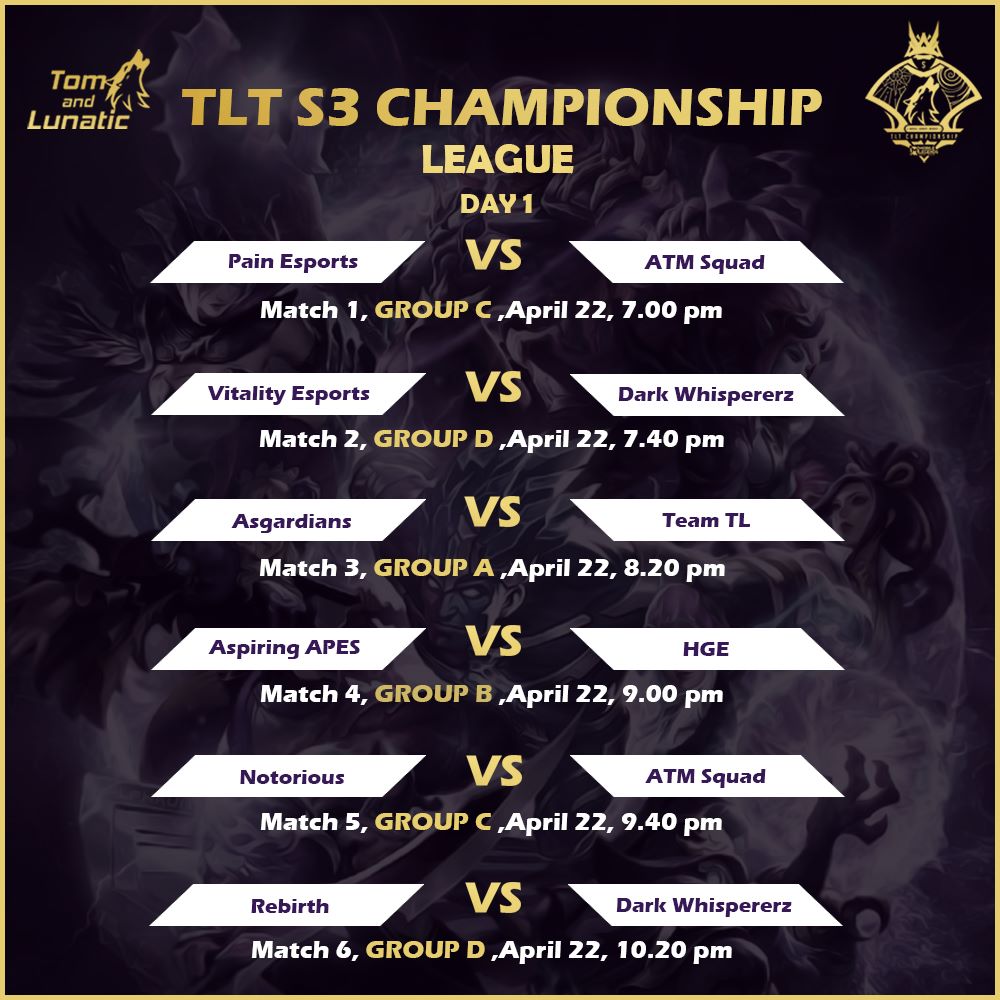 Tom
and
Lunatic
TLT S3 CHAMPIONSHIP
LEAGUE
DAY 1
TLT CHAMPIONSHIP
Pain Esports VS ATM Squad
Match 1, GROUP C ,April 22, 7.00 pm
Vitality Esports VS Dark Whispererz
Match 2, GROUP D ,April 22, 7.40 pm
Asgardians VS Team TL
Match 3, GROUP A ,April 22, 8.20 pm
Aspiring APES VS HGE
Match 4, GROUP B ,April 22, 9.00 pm
Notorious VS ATM Squad
Match 5, GROUP C ,April 22, 9.40 pm
Rebirth VS Dark Whispererz
Match 6, GROUP D ,April 22, 10.20 pm